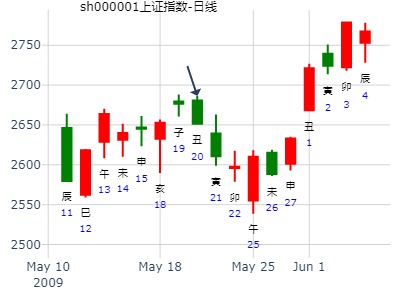 sh000001上证指数-日线
2750
2700
2650
2600
2550
2500
辰
11
巳
12
午
13
未
14
申
15
亥
18
子
19
丑
20
寅
21
卯
22
午
25
未
26
申
27
丑
1
寅
2
卯
3
辰
4
May 10
2009
May 18
May 25
Jun 1